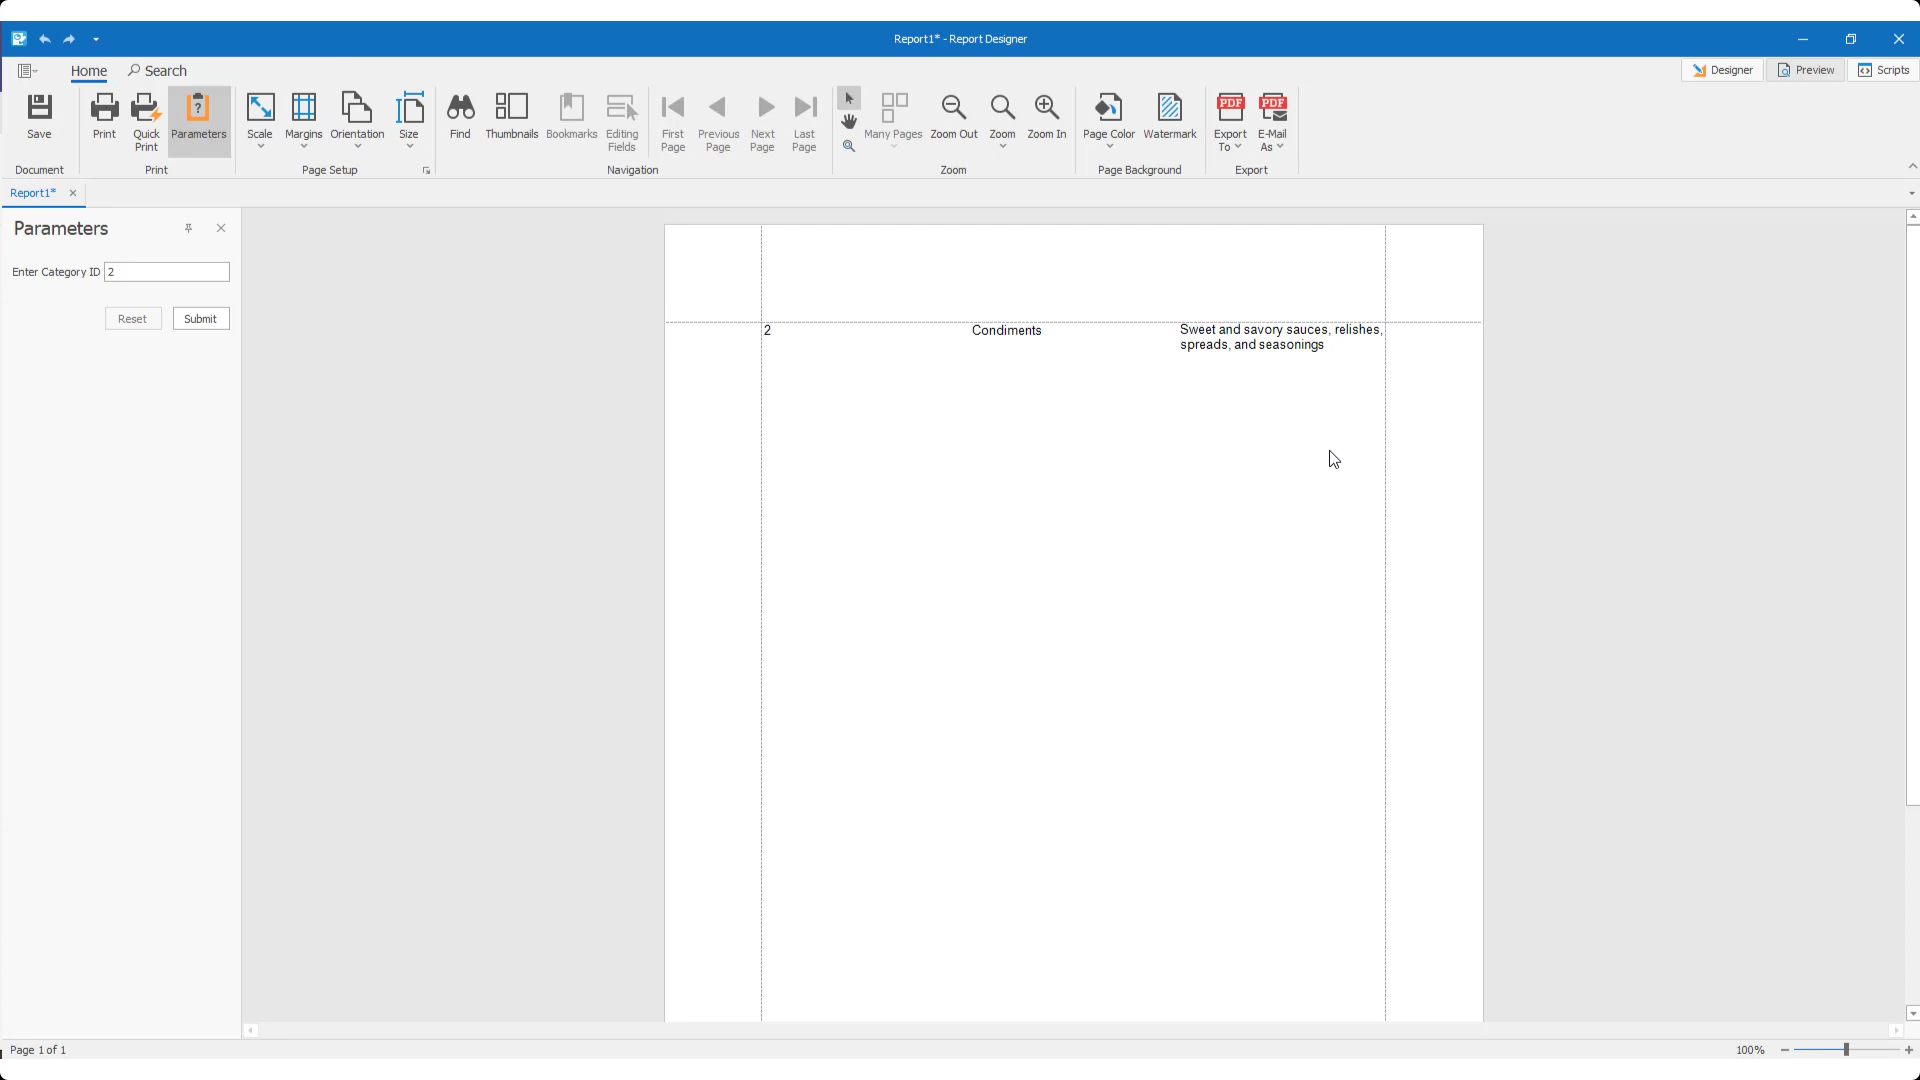 Report1* - Report Designer
Home Search Designer Preview Scripts
Save Print Quick Print Parameters Scale Margins Orientation Size Find Thumbnails Bookmarks Editing Fields First Page Previous Page Next Page Last Page Many Pages Zoom Out Zoom Zoom In Page Color Watermark PDF Export To PDF E-Mail As
Document Print Page Setup Navigation Zoom Page Background Export
Report1*
Parameters
Enter Category ID 2
Reset Submit
2 Condiments Sweet and savory sauces, relishes,
spreads, and seasonings
Page 1 of 1 100%